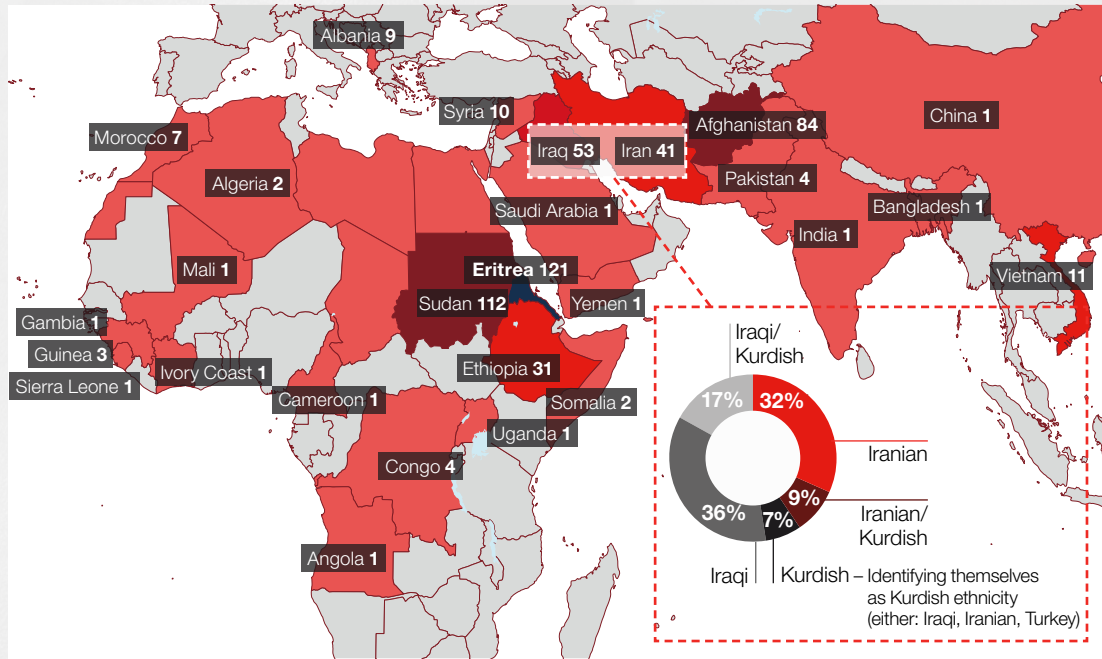 Albania 9
Syria 10
Afghanistan 84
China 1
Morocco 7
Iraq 53
Iran 41
Algeria 2
Pakistan 4
Saudi Arabia 1
Bangladesh 1
India 1
Mali 1
Eritrea 121
Vietnam 11
Sudan 112
Yemen 1
Gambia 1
Guinea 3
Ivory Coast 1
Ethiopia 31
Sierra Leone 1
Cameroon 1
Somalia 2
Uganda 1
Congo 4
Angola 1
Iraqi/
Kurdish
17%
32%
Iranian
9%
36%
7%
Iranian/
Kurdish
Iraqi
Kurdish – Identifying themselves
as Kurdish ethnicity
(either: Iraqi, Iranian, Turkey)